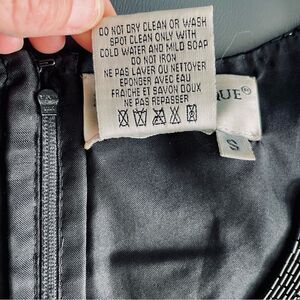 DO NOT DRY CLEAN OR WASH
SPOT CLEAN ONLY WITH
COLD WATER AND MILD SOAP
DO NOT IRON
NE PAS LAVER OU NETTOYER
EPONGER AVEC EAU
FRAICHE ET SAVON DOUX
NE PAS REPASSER
QUE®
S